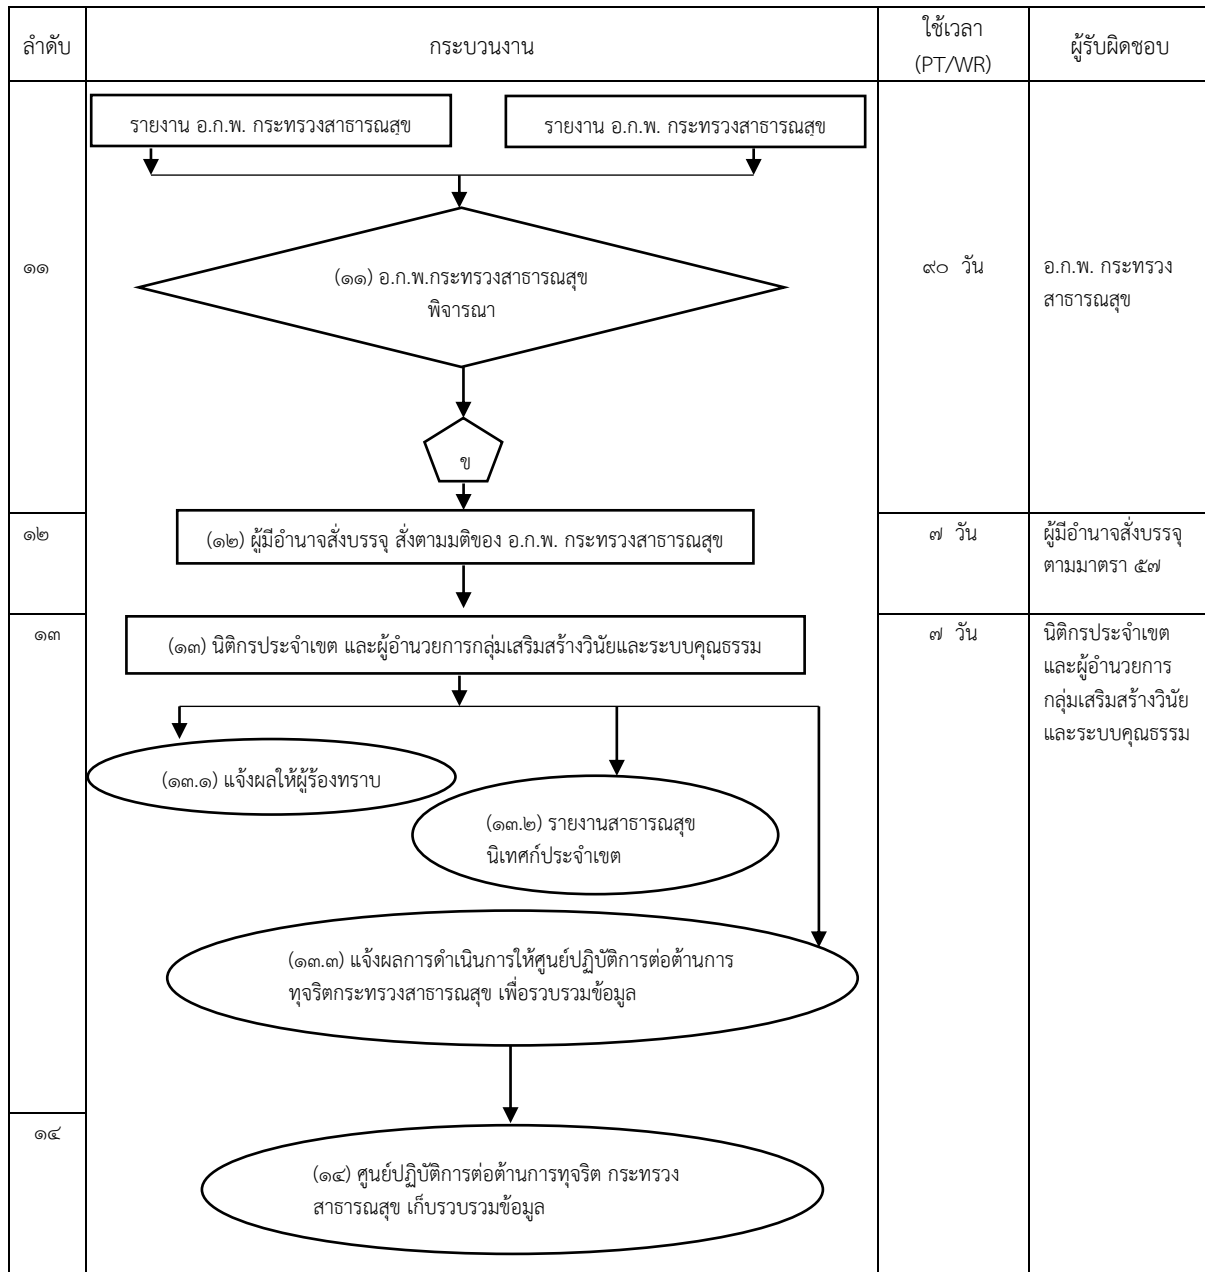 ลำดับ
กระบวนงาน
ใช้เวลา
(PT/WR)
ผู้รับผิดชอบ
รายงาน อ.ก.พ. กระทรวงสาธารณสุข
รายงาน อ.ก.พ. กระทรวงสาธารณสุข
๑๑
(๑๑) อ.ก.พ.กระทรวงสาธารณสุข
พิจารณา
๙๐ วัน
อ.ก.พ. กระทรวง
สาธารณสุข
ข
๑๒
(๑๒) ผู้มีอำนาจสั่งบรรจุ สั่งตามมติของ อ.ก.พ. กระทรวงสาธารณสุข
๗ วัน
ผู้มีอำนาจสั่งบรรจุ
ตามมาตรา ๕๗
๑๓
(๑๓) นิติกรประจำเขต และผู้อำนวยการกลุ่มเสริมสร้างวินัยและระบบคุณธรรม
๗ วัน
นิติกรประจำเขต
และผู้อำนวยการ
กลุ่มเสริมสร้างวินัย
และระบบคุณธรรม
(๑๓.๑) แจ้งผลให้ผู้ร้องทราบ
(๑๓.๒) รายงานสาธารณสุข
นิเทศก์ประจำเขต
(๑๓.๓) แจ้งผลการดำเนินการให้ศูนย์ปฏิบัติการต่อต้านการ
ทุจริตกระทรวงสาธารณสุข เพื่อรวบรวมข้อมูล
๑๔
(๑๔) ศูนย์ปฏิบัติการต่อต้านการทุจริต กระทรวง
สาธารณสุข เก็บรวบรวมข้อมูล